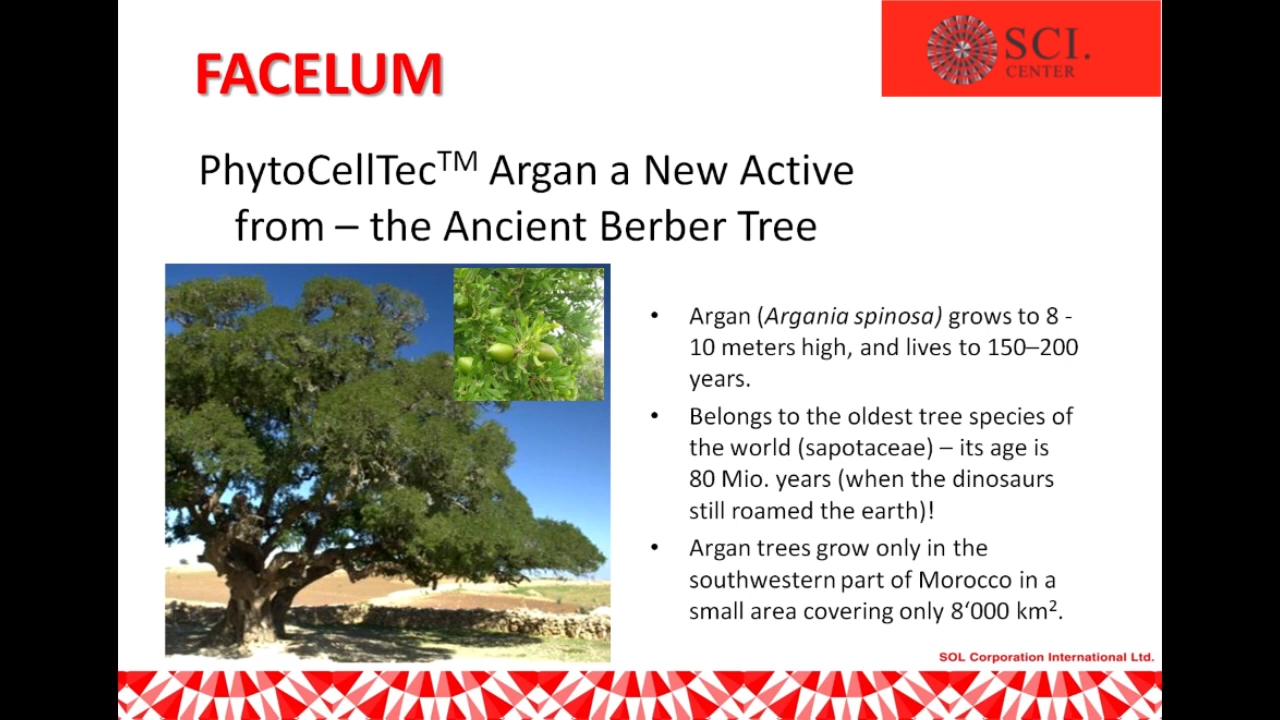 FACELUM
SCI.
CENTER
PhytoCellTec™ Argan a New Active
from – the Ancient Berber Tree
• Argan (Argania spinosa) grows to 8 -
10 meters high, and lives to 150–200
years.
• Belongs to the oldest tree species of
the world (sapotaceae) – its age is
80 Mio. years (when the dinosaurs
still roamed the earth)!
• Argan trees grow only in the
southwestern part of Morocco in a
small area covering only 8‘000 km².
SOL Corporation International Ltd.